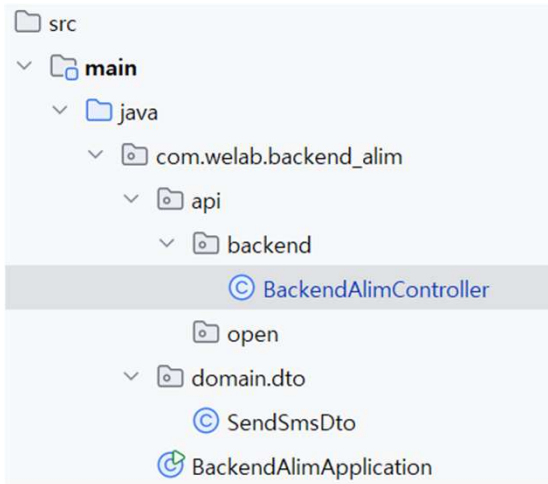 src
main
java
com.welab.backend_alim
api
backend
BackendAlimController
open
domain.dto
SendSmsDto
BackendAlimApplication